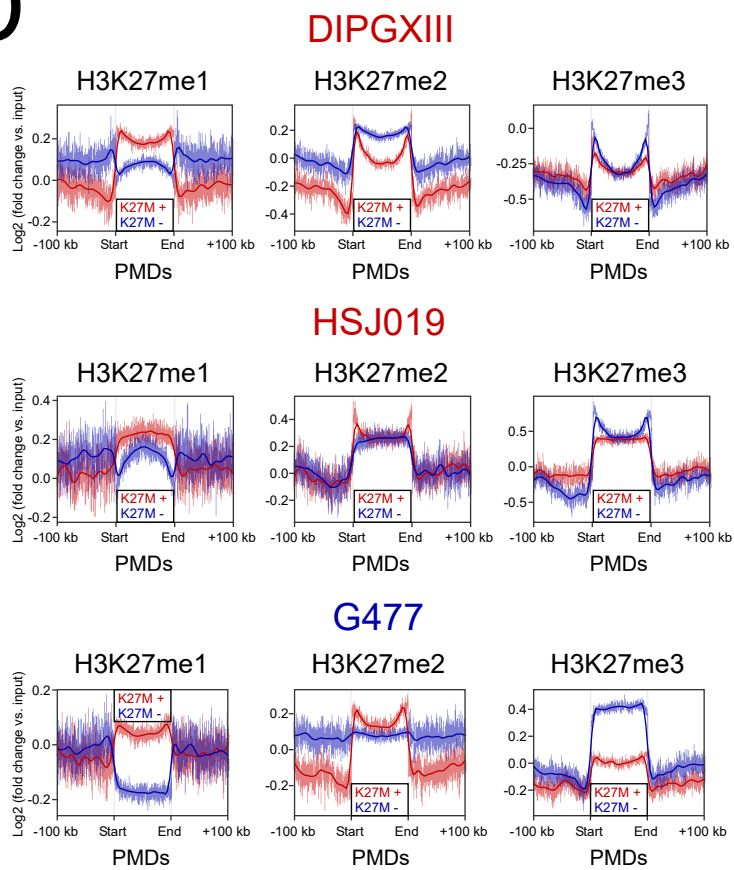 DIPGXIII
H3K27me1 H3K27me2 H3K27me3
Log2 (fold change vs. input)
0.2
0.0
-0.2
K27M +
K27M -
-100 kb Start End +100 kb
PMDs
0.2
0.0
-0.2
-0.4
K27M +
K27M -
-100 kb Start End +100 kb
PMDs
0.0
-0.25
-0.5
K27M +
K27M -
-100 kb Start End +100 kb
PMDs
HSJ019
H3K27me1 H3K27me2 H3K27me3
Log2 (fold change vs. input)
0.4
0.2
0.0
-0.2
K27M +
K27M -
-100 kb Start End +100 kb
PMDs
0.4
0.2
0.0
-0.2
K27M +
K27M -
-100 kb Start End +100 kb
PMDs
0.5
0.0
-0.5
K27M +
K27M -
-100 kb Start End +100 kb
PMDs
G477
H3K27me1 H3K27me2 H3K27me3
Log2 (fold change vs. input)
0.2
0.0
-0.2
K27M +
K27M -
-100 kb Start End +100 kb
PMDs
0.2
0.0
-0.2
K27M +
K27M -
-100 kb Start End +100 kb
PMDs
0.4
0.2
0.0
-0.2
K27M +
K27M -
-100 kb Start End +100 kb
PMDs